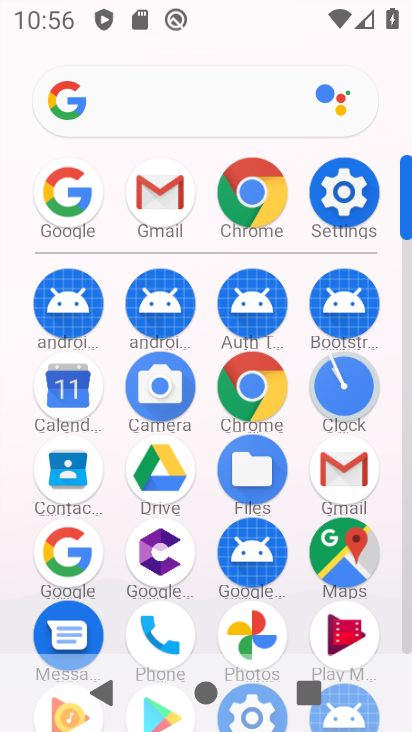 10:56
Google Gmail Chrome Settings
androi... androi... Auth T... Bootstr...
Calend... Camera Chrome Clock
11
Contac... Drive Files Gmail
Google Google... Google... Maps
Messa... Phone Photos Play M...